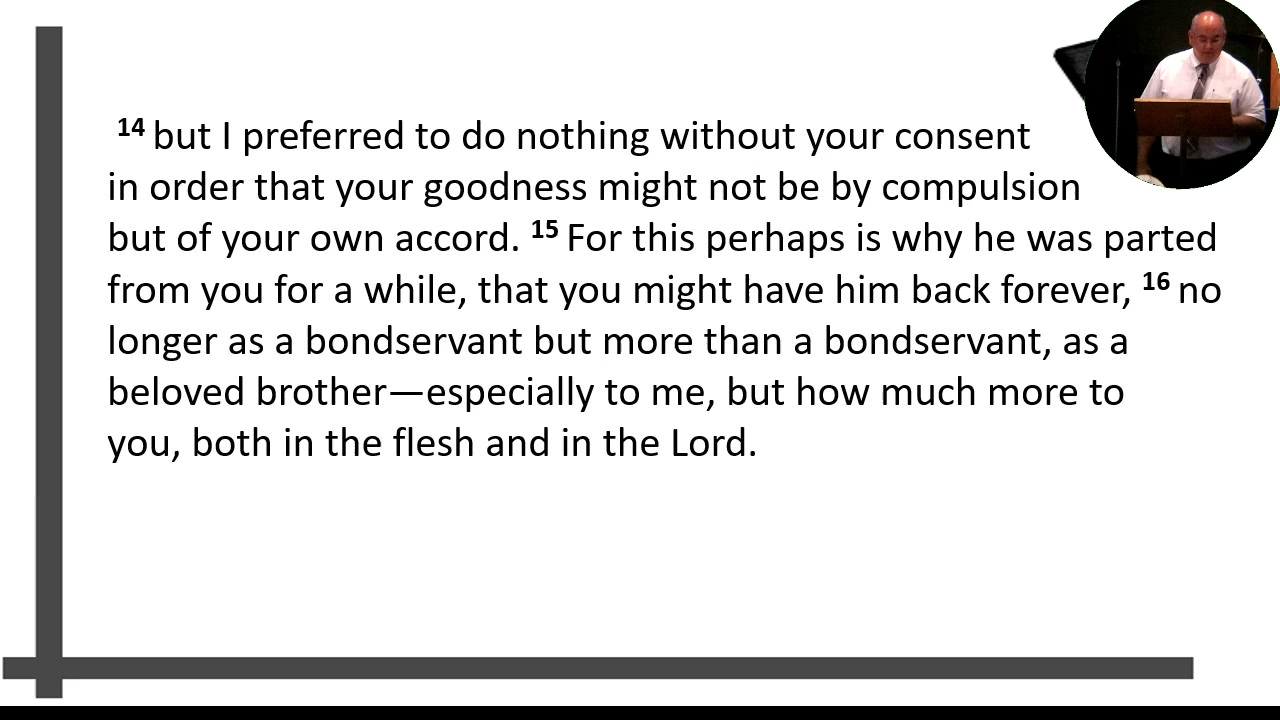 14 but I preferred to do nothing without your consent
in order that your goodness might not be by compulsion
but of your own accord. 15 For this perhaps is why he was parted
from you for a while, that you might have him back forever, 16 no
longer as a bondservant but more than a bondservant, as a
beloved brother—especially to me, but how much more to
you, both in the flesh and in the Lord.